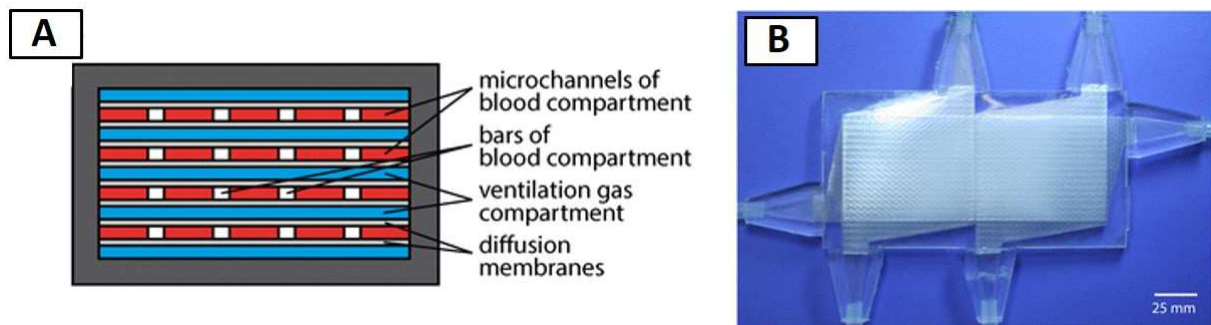 A
microchannels of
blood compartment
bars of
blood compartment
ventilation gas
compartment
diffusion
membranes
B
25 mm